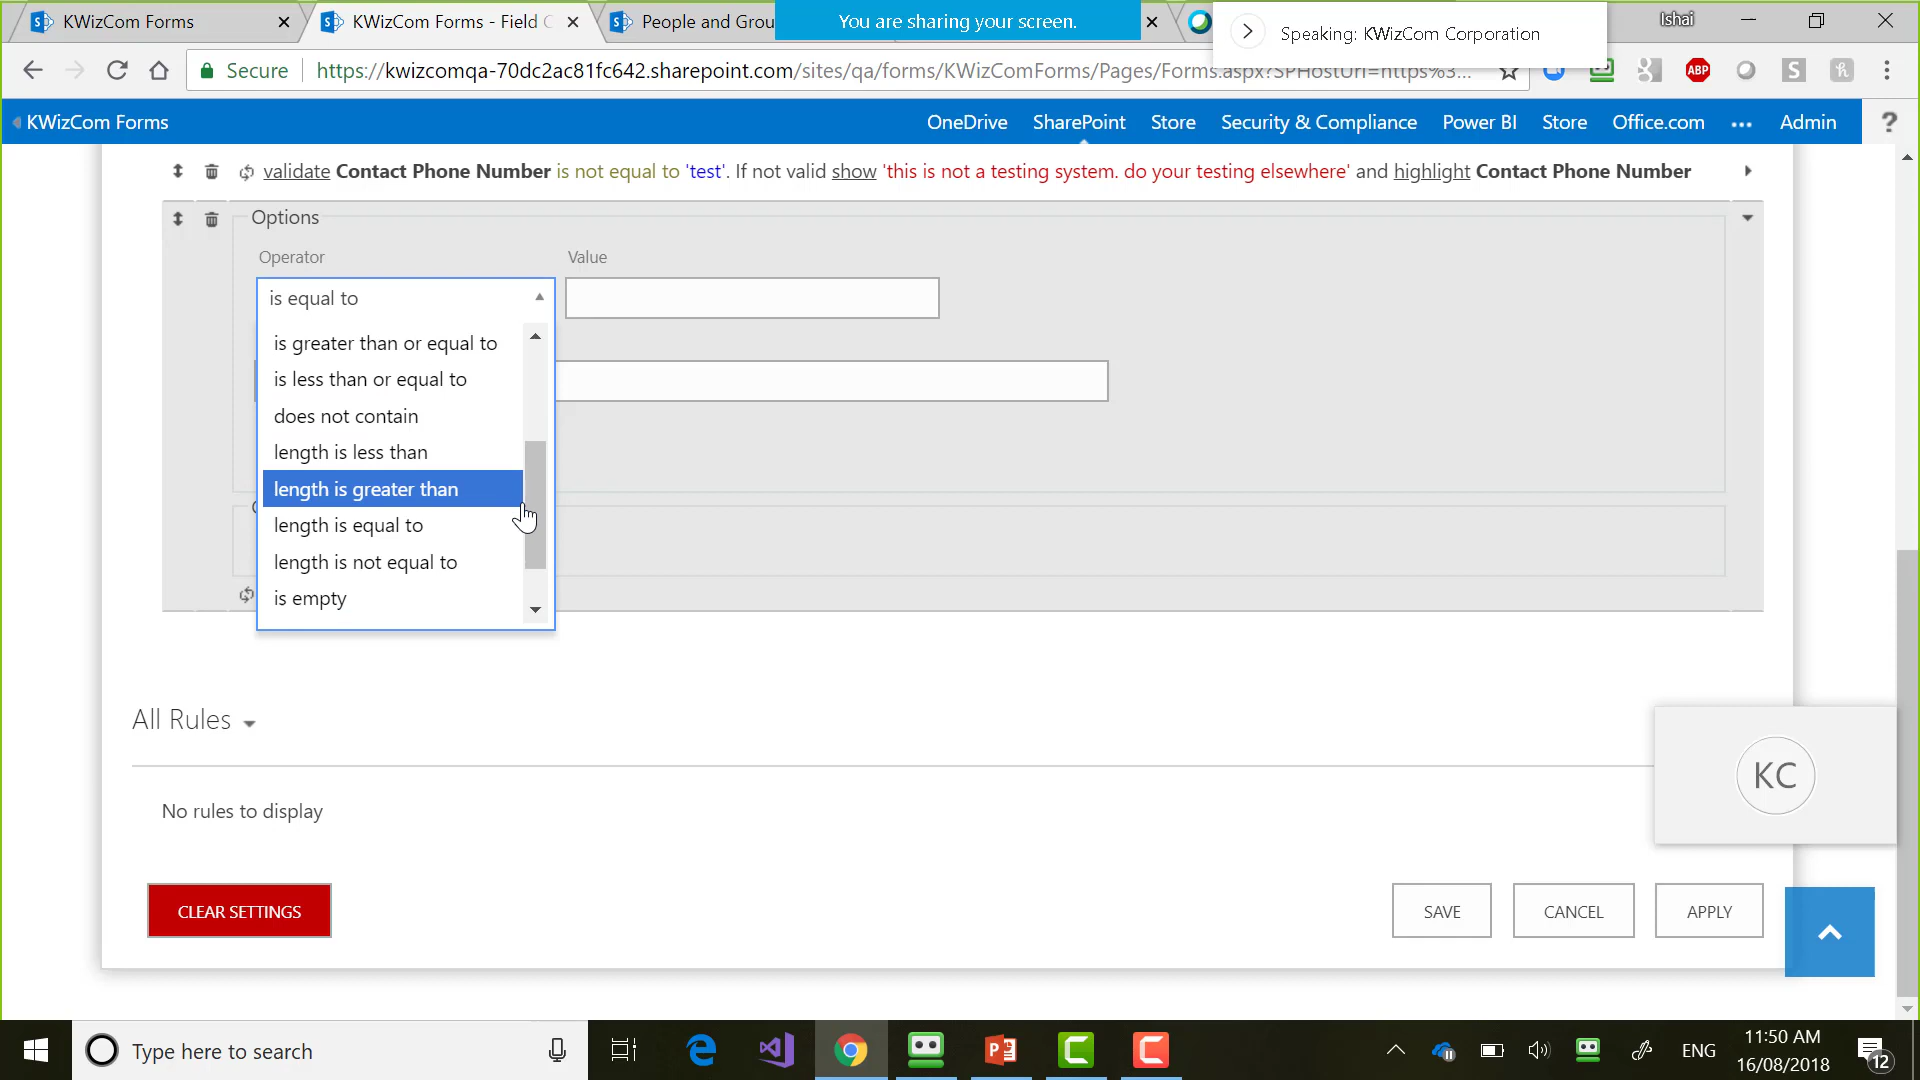 KWizCom Forms
KWizCom Forms - Field C
People and Grou
You are sharing your screen.
Speaking: KWizCom Corporation
Ishai
Secure
https://kwizcomqa-70dc2ac81fc642.sharepoint.com/sites/qa/forms/KWizComForms/Pages/Forms.aspx?SPHostUrl=https%3...
ABP
S
h
KWizCom Forms
OneDrive
SharePoint
Store
Security & Compliance
Power BI
Store
Office.com
...
Admin
?
validate Contact Phone Number is not equal to 'test'. If not valid show 'this is not a testing system. do your testing elsewhere' and highlight Contact Phone Number
Options
Operator
Value
is equal to
is greater than or equal to
is less than or equal to
does not contain
length is less than
length is greater than
length is equal to
length is not equal to
is empty
All Rules
No rules to display
KC
CLEAR SETTINGS
SAVE
CANCEL
APPLY
Type here to search
ENG
11:50 AM
16/08/2018
12